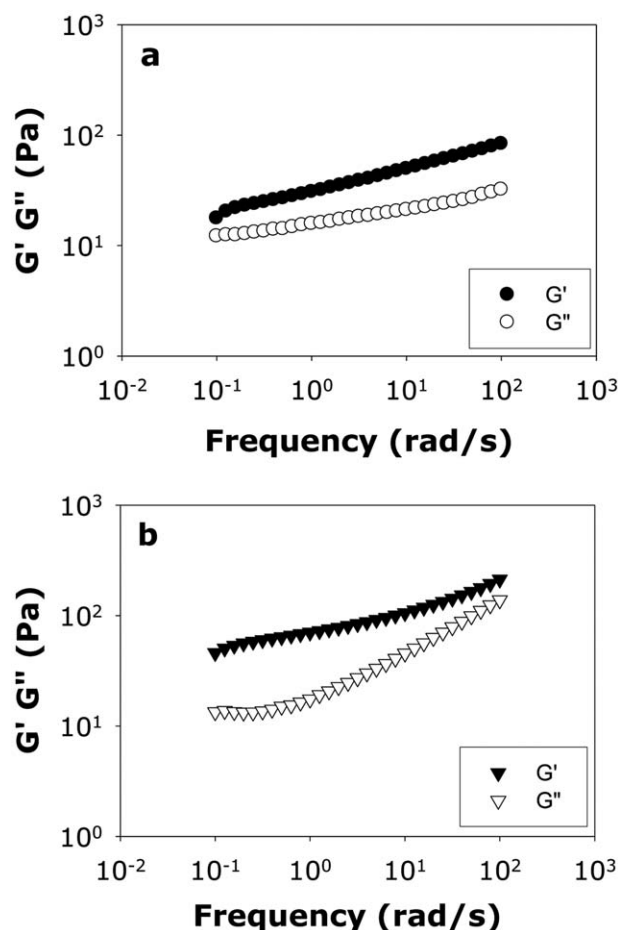 a
10³
10²
10¹
10⁰
G' G" (Pa)
G'
G"
10⁻² 10⁻¹ 10⁰ 10¹ 10² 10³
Frequency (rad/s)
b
10³
10²
10¹
10⁰
G' G" (Pa)
G'
G"
10⁻² 10⁻¹ 10⁰ 10¹ 10² 10³
Frequency (rad/s)